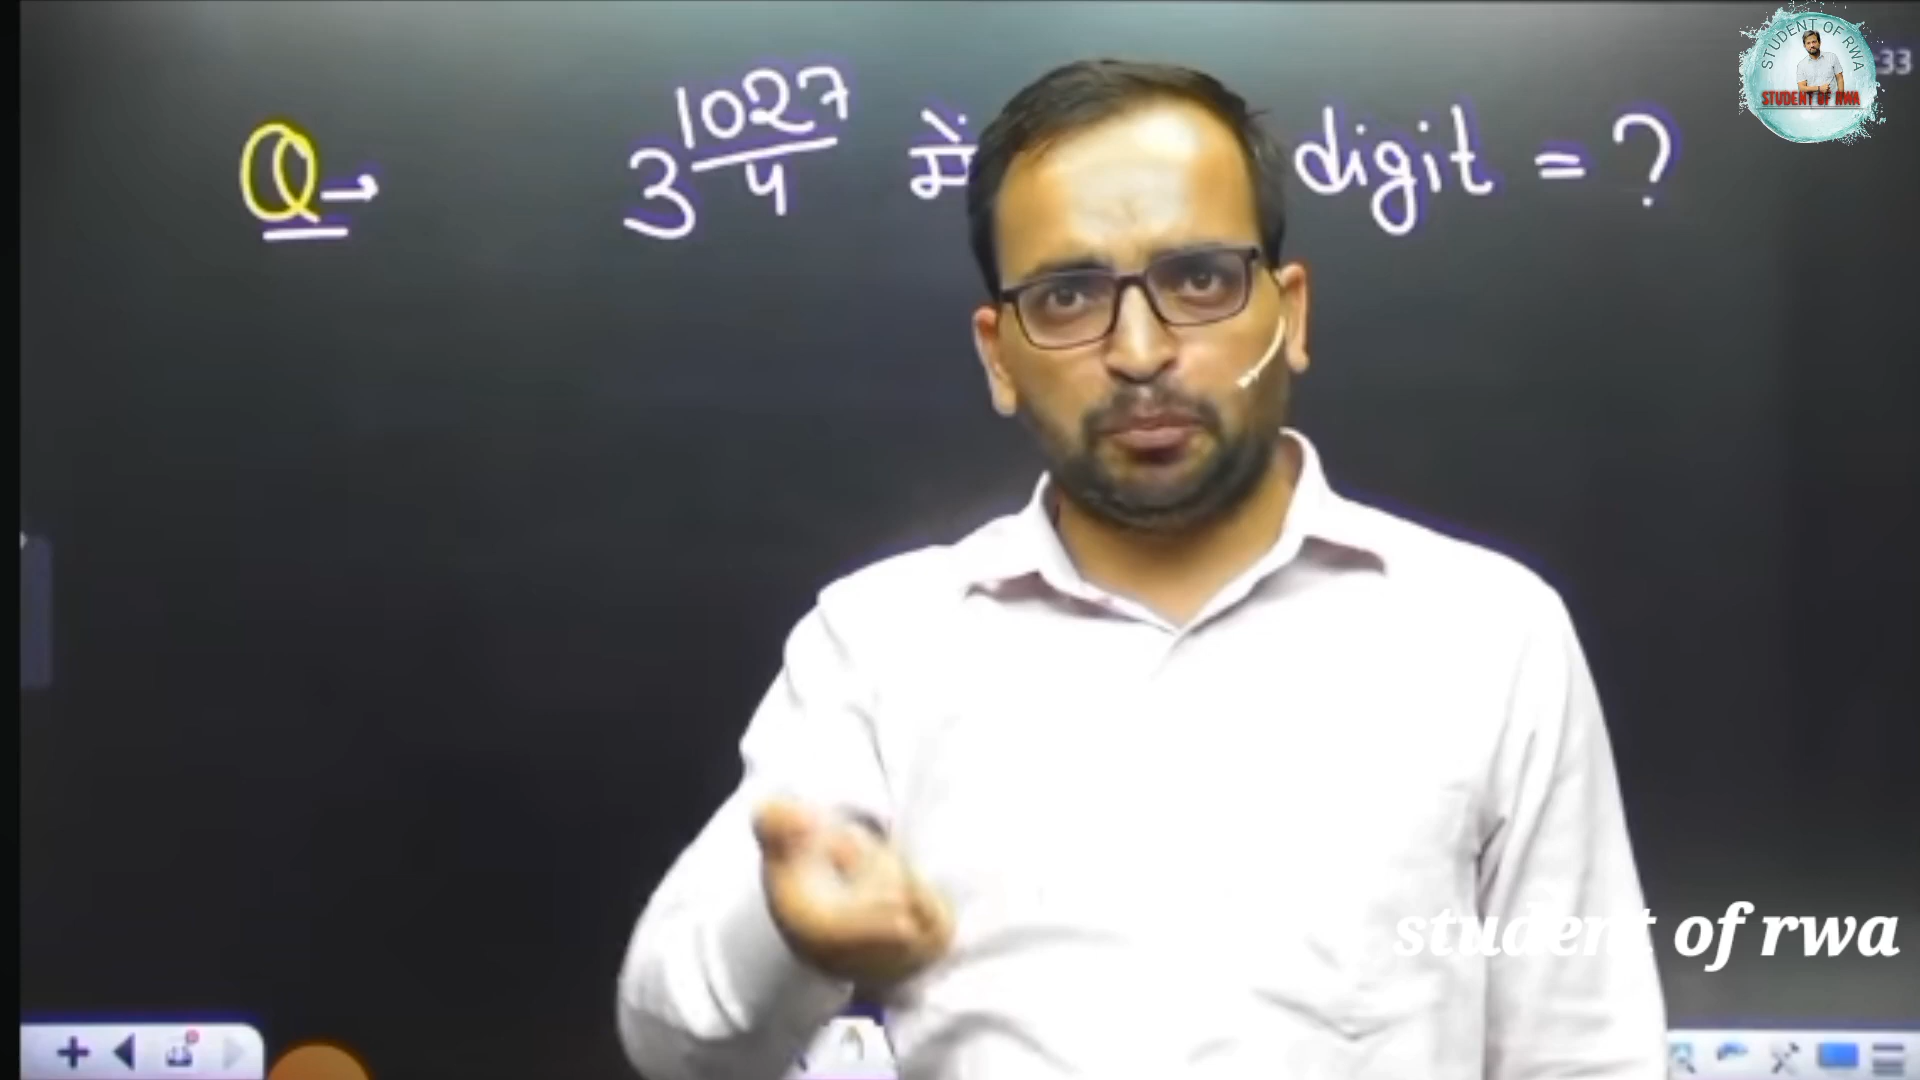 STUDENT OF RWA
STUDENT OF RWA
:33
Q→ 3^(1027/4) में digit = ?
student of rwa